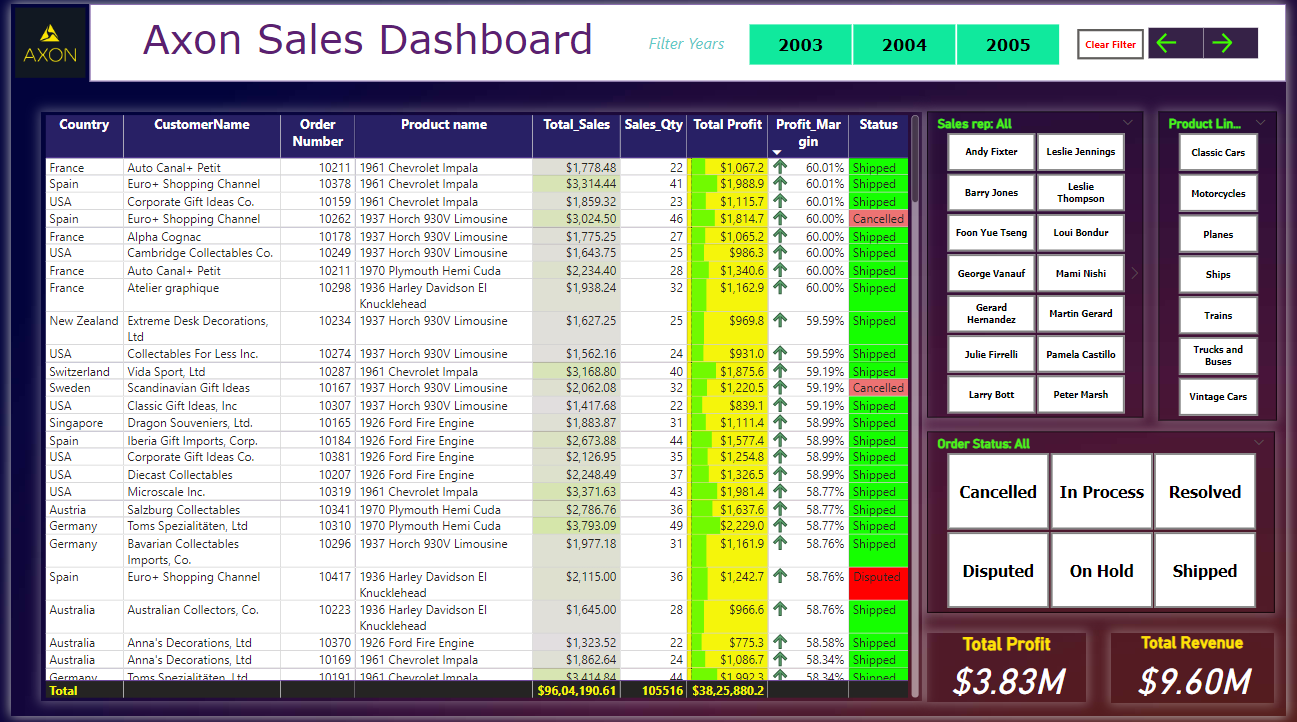 AXON
Axon Sales Dashboard
Filter Years
2003 2004 2005
Clear Filter
Country CustomerName Order Number Product name Total_Sales Sales_Qty Total Profit Profit_Margin Status
France Auto Canal+ Petit 10211 1961 Chevrolet Impala $1,778.48 22 $1,067.2 60.01% Shipped
Spain Euro+ Shopping Channel 10378 1961 Chevrolet Impala $3,314.44 41 $1,988.9 60.01% Shipped
USA Corporate Gift Ideas Co. 10159 1961 Chevrolet Impala $1,859.32 23 $1,115.7 60.01% Shipped
Spain Euro+ Shopping Channel 10262 1937 Horch 930V Limousine $3,024.50 46 $1,814.7 60.00% Cancelled
France Alpha Cognac 10178 1937 Horch 930V Limousine $1,775.25 27 $1,065.2 60.00% Shipped
USA Cambridge Collectables Co. 10249 1937 Horch 930V Limousine $1,643.75 25 $986.3 60.00% Shipped
France Auto Canal+ Petit 10211 1970 Plymouth Hemi Cuda $2,234.40 28 $1,340.6 60.00% Shipped
France Atelier graphique 10298 1936 Harley Davidson El Knucklehead $1,938.24 32 $1,162.9 60.00% Shipped
New Zealand Extreme Desk Decorations, Ltd 10234 1937 Horch 930V Limousine $1,627.25 25 $969.8 59.59% Shipped
USA Collectables For Less Inc. 10274 1937 Horch 930V Limousine $1,562.16 24 $931.0 59.59% Shipped
Switzerland Vida Sport, Ltd 10287 1961 Chevrolet Impala $3,168.80 40 $1,875.6 59.19% Shipped
Sweden Scandinavian Gift Ideas 10167 1937 Horch 930V Limousine $2,062.08 32 $1,220.5 59.19% Cancelled
USA Classic Gift Ideas, Inc 10307 1937 Horch 930V Limousine $1,417.68 22 $839.1 59.19% Shipped
Singapore Dragon Souveniers, Ltd. 10165 1926 Ford Fire Engine $1,883.87 31 $1,111.4 58.99% Shipped
Spain Iberia Gift Imports, Corp. 10184 1926 Ford Fire Engine $2,673.88 44 $1,577.4 58.99% Shipped
USA Corporate Gift Ideas Co. 10381 1926 Ford Fire Engine $2,126.95 35 $1,254.8 58.99% Shipped
USA Diecast Collectables 10207 1926 Ford Fire Engine $2,248.49 37 $1,326.5 58.99% Shipped
USA Microscale Inc. 10319 1961 Chevrolet Impala $3,371.63 43 $1,981.4 58.77% Shipped
Austria Salzburg Collectables 10341 1970 Plymouth Hemi Cuda $2,786.76 36 $1,637.6 58.77% Shipped
Germany Toms Spezialitäten, Ltd 10310 1970 Plymouth Hemi Cuda $3,793.09 49 $2,229.0 58.77% Shipped
Germany Bavarian Collectables Imports, Co. 10296 1937 Horch 930V Limousine $1,977.18 31 $1,161.9 58.76% Shipped
Spain Euro+ Shopping Channel 10417 1936 Harley Davidson El Knucklehead $2,115.00 36 $1,242.7 58.76% Disputed
Australia Australian Collectors, Co. 10223 1936 Harley Davidson El Knucklehead $1,645.00 28 $966.6 58.76% Shipped
Australia Anna's Decorations, Ltd 10370 1926 Ford Fire Engine $1,323.52 22 $775.3 58.58% Shipped
Australia Anna's Decorations, Ltd 10169 1961 Chevrolet Impala $1,862.64 24 $1,086.7 58.34% Shipped
Germany Toms Spezialitäten, Ltd 10191 1961 Chevrolet Impala $3,414.84 44 $1,992.3 58.34% Shipped
Total $96,04,190.61 105516 $38,25,880.2
Sales rep: All
Andy Fixter Leslie Jennings
Barry Jones Leslie Thompson
Foon Yue Tseng Loui Bondur
George Vanauf Mami Nishi
Gerard Hernandez Martin Gerard
Julie Firrelli Pamela Castillo
Larry Bott Peter Marsh
Product Lin...
Classic Cars
Motorcycles
Planes
Ships
Trains
Trucks and
Buses
Vintage Cars
Order Status: All
Cancelled In Process Resolved
Disputed On Hold Shipped
Total Profit
$3.83M
Total Revenue
$9.60M